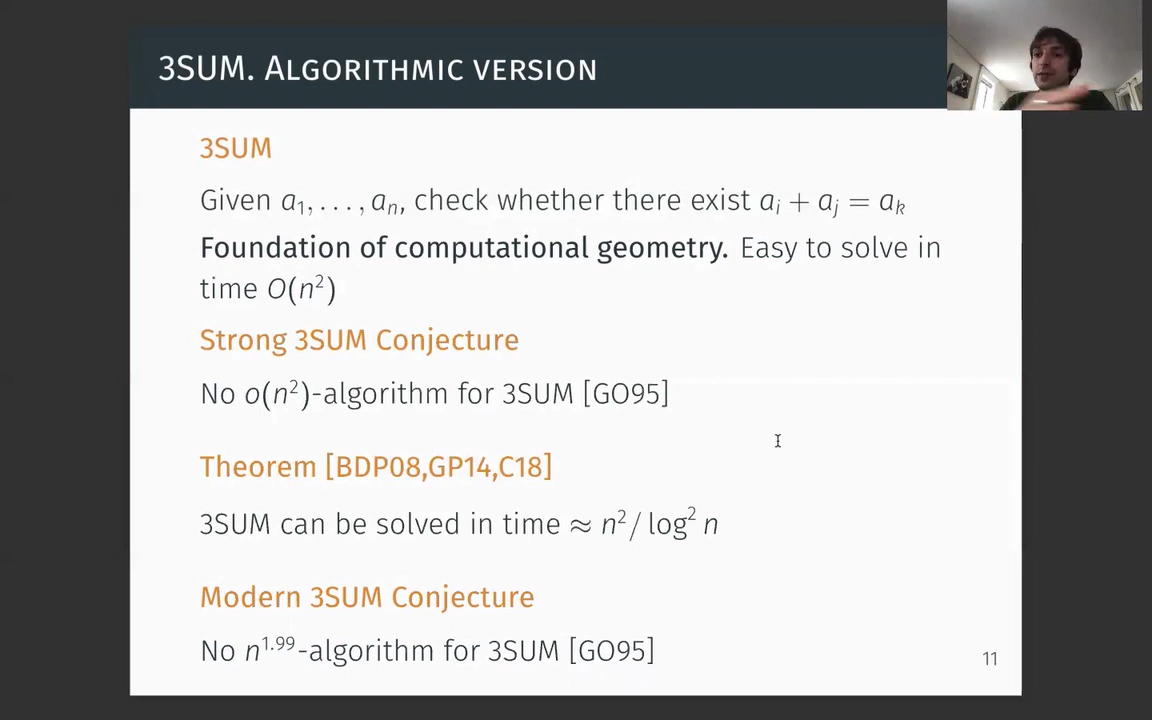 3SUM. ALGORITHMIC VERSION
3SUM
Given a₁, . . . , aₙ, check whether there exist aᵢ + aⱼ = aₖ
Foundation of computational geometry. Easy to solve in
time O(n²)
Strong 3SUM Conjecture
No o(n²)-algorithm for 3SUM [GO95]
Theorem [BDP08,GP14,C18]
3SUM can be solved in time ≈ n²/ log² n
Modern 3SUM Conjecture
No n¹·⁹⁹-algorithm for 3SUM [GO95]
11